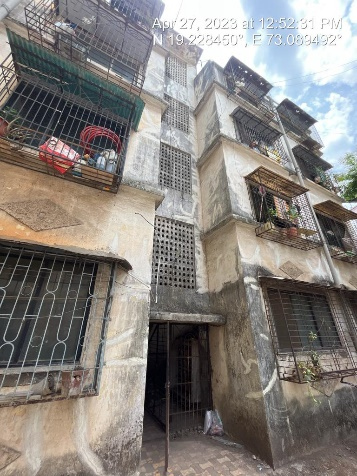 Apr 27, 2023 at 12:52:31 PM
N 19.228450°, E 73.089492°